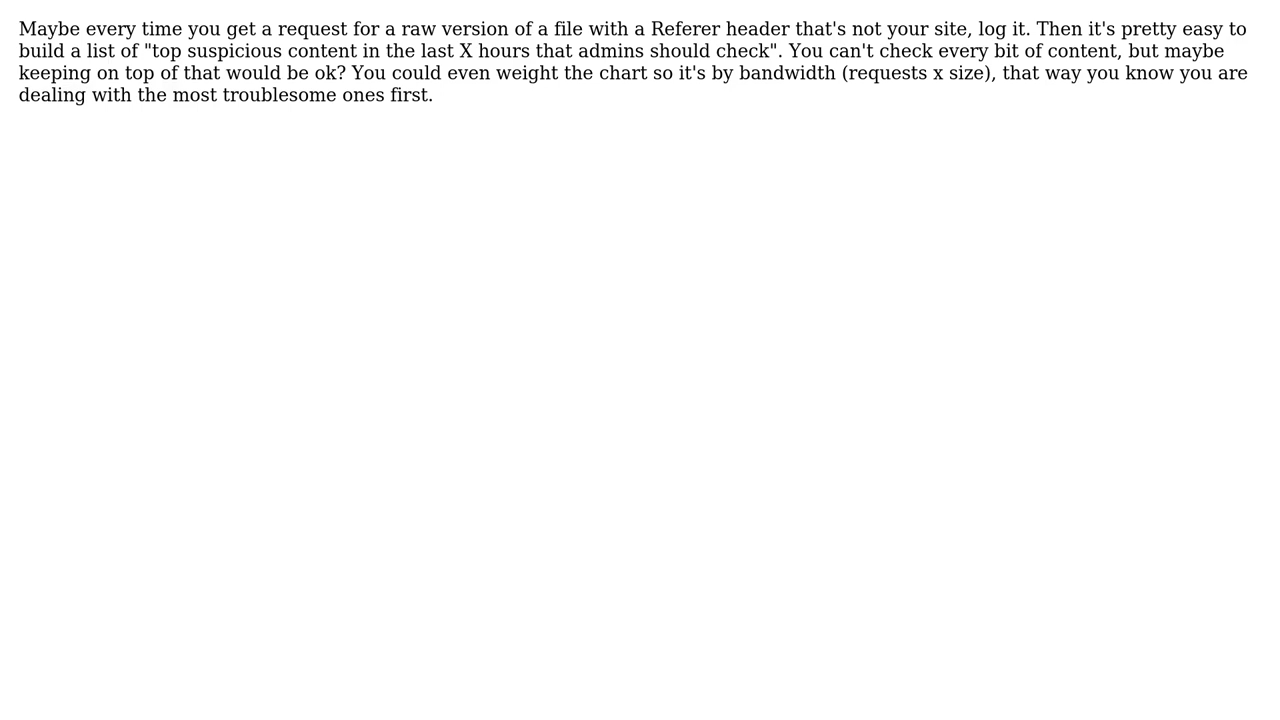 Maybe every time you get a request for a raw version of a file with a Referer header that's not your site, log it. Then it's pretty easy to
build a list of "top suspicious content in the last X hours that admins should check". You can't check every bit of content, but maybe
keeping on top of that would be ok? You could even weight the chart so it's by bandwidth (requests x size), that way you know you are
dealing with the most troublesome ones first.